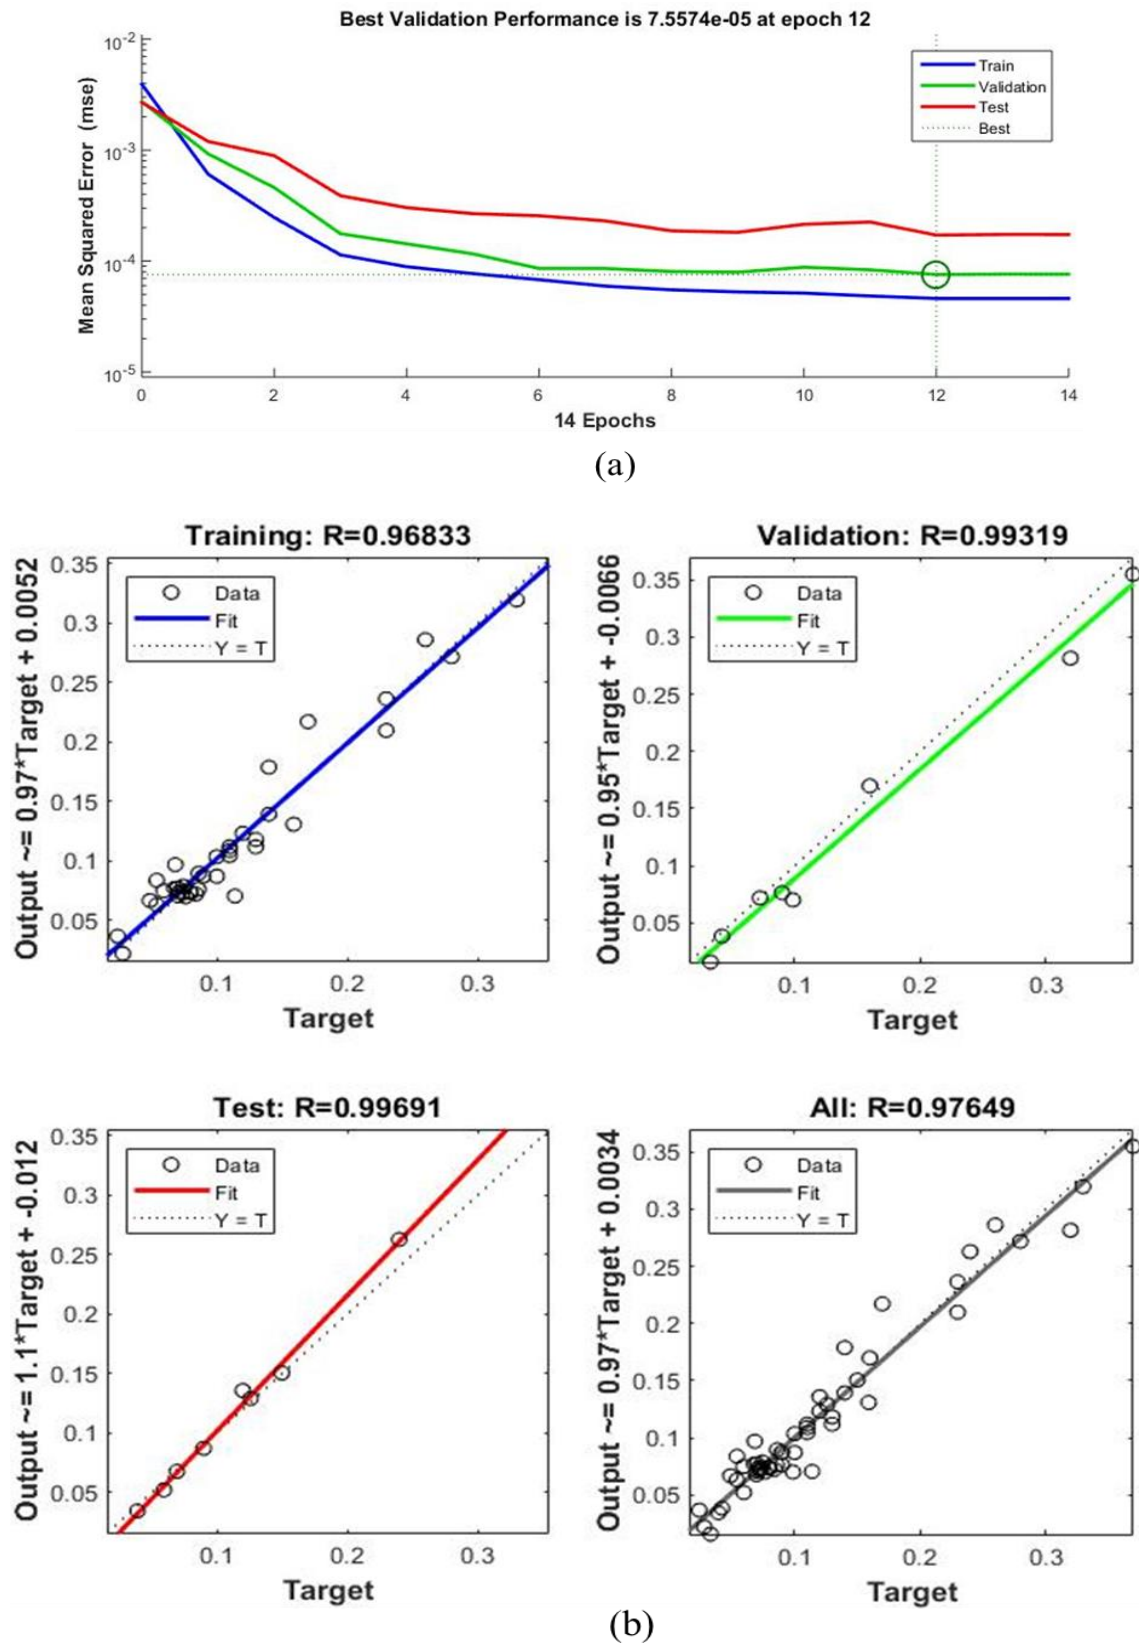 Best Validation Performance is 7.5574e-05 at epoch 12
Mean Squared Error (mse)
10^-2
10^-3
10^-4
10^-5
Train
Validation
Test
Best
0 2 4 6 8 10 12 14
14 Epochs
(a)
Training: R=0.96833
Output ~= 0.97*Target + 0.0052
0.35
0.3
0.25
0.2
0.15
0.1
0.05
Data
Fit
Y = T
0.1 0.2 0.3
Target
Validation: R=0.99319
Output ~= 0.95*Target + -0.0066
0.35
0.3
0.25
0.2
0.15
0.1
0.05
Data
Fit
Y = T
0.1 0.2 0.3
Target
Test: R=0.99691
Output ~= 1.1*Target + -0.012
0.35
0.3
0.25
0.2
0.15
0.1
0.05
Data
Fit
Y = T
0.1 0.2 0.3
Target
All: R=0.97649
Output ~= 0.97*Target + 0.0034
0.35
0.3
0.25
0.2
0.15
0.1
0.05
Data
Fit
Y = T
0.1 0.2 0.3
Target
(b)